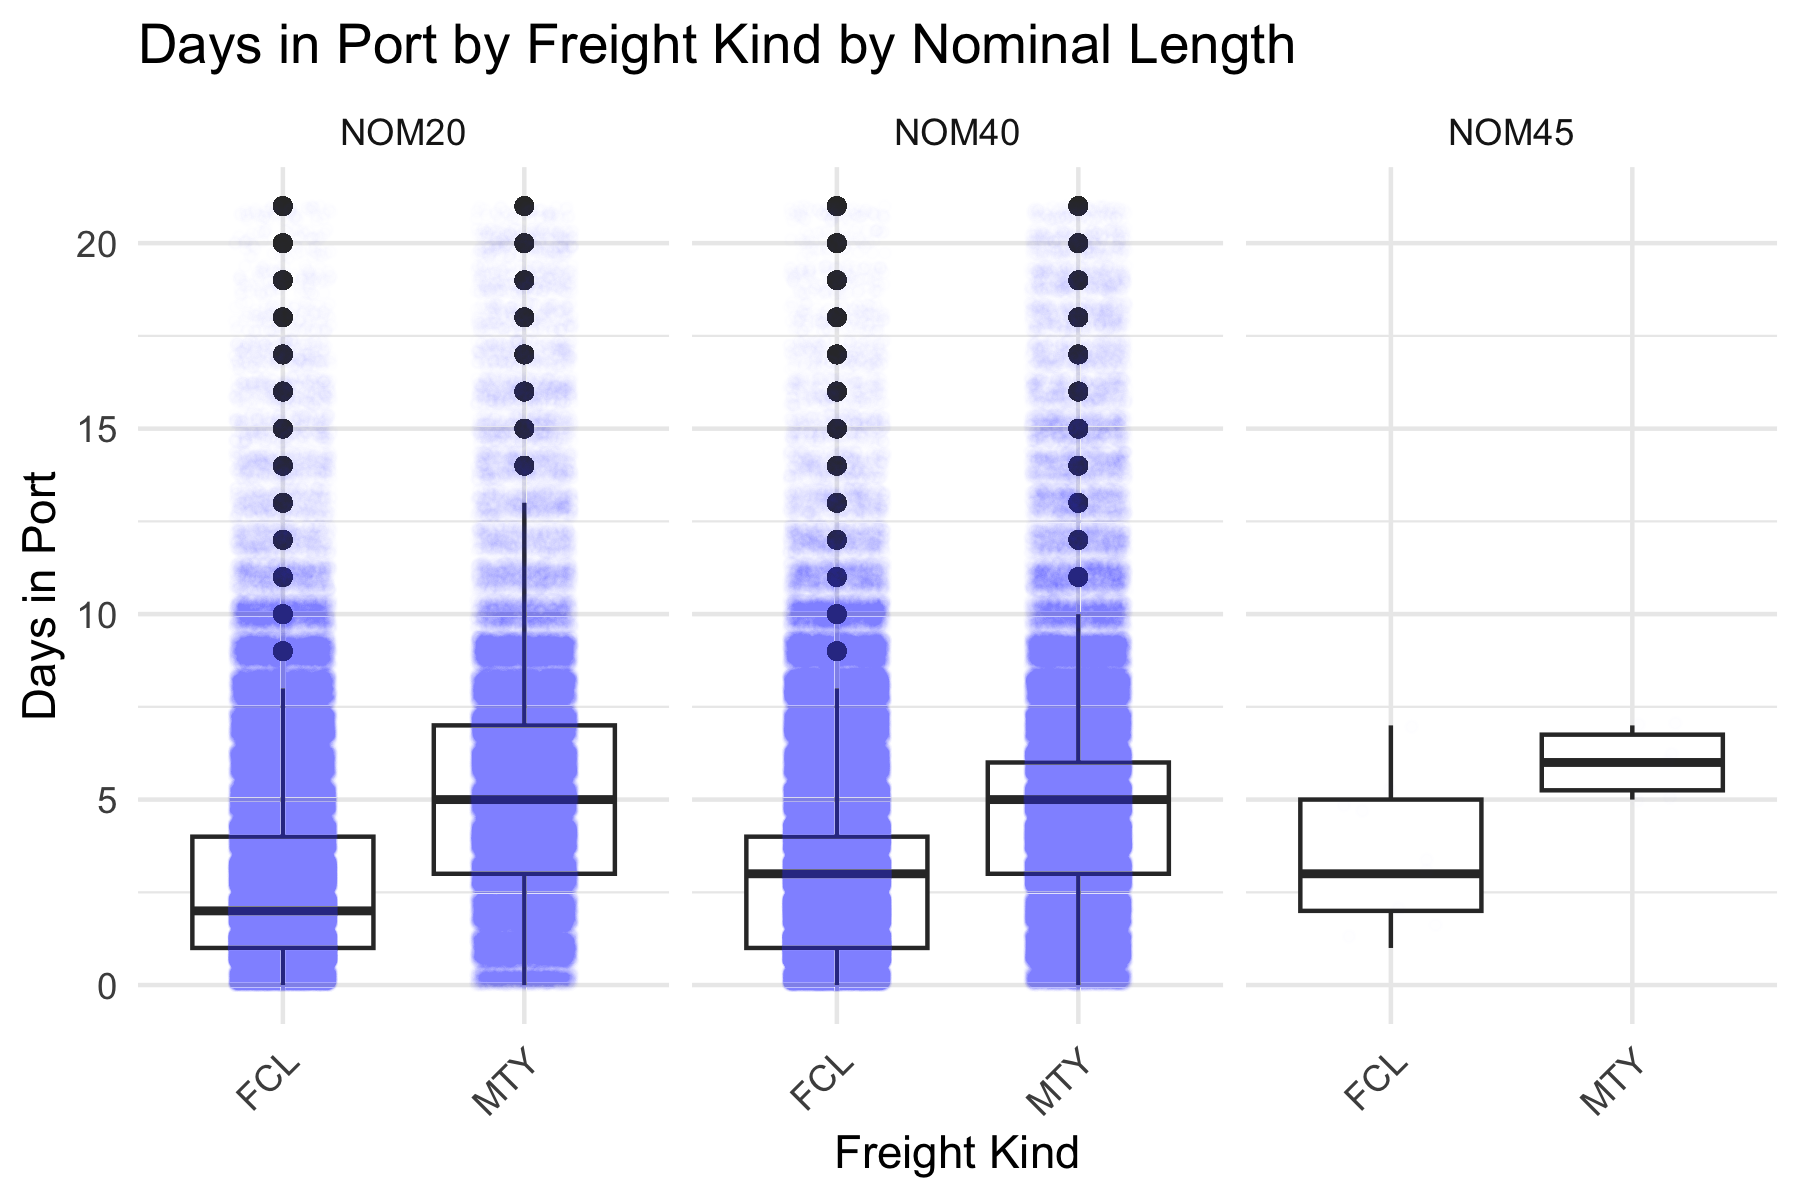 Days in Port by Freight Kind by Nominal Length
NOM20
NOM40
NOM45
Days in Port
20
15
10
5
0
FCL
MTY
FCL
MTY
FCL
MTY
Freight Kind